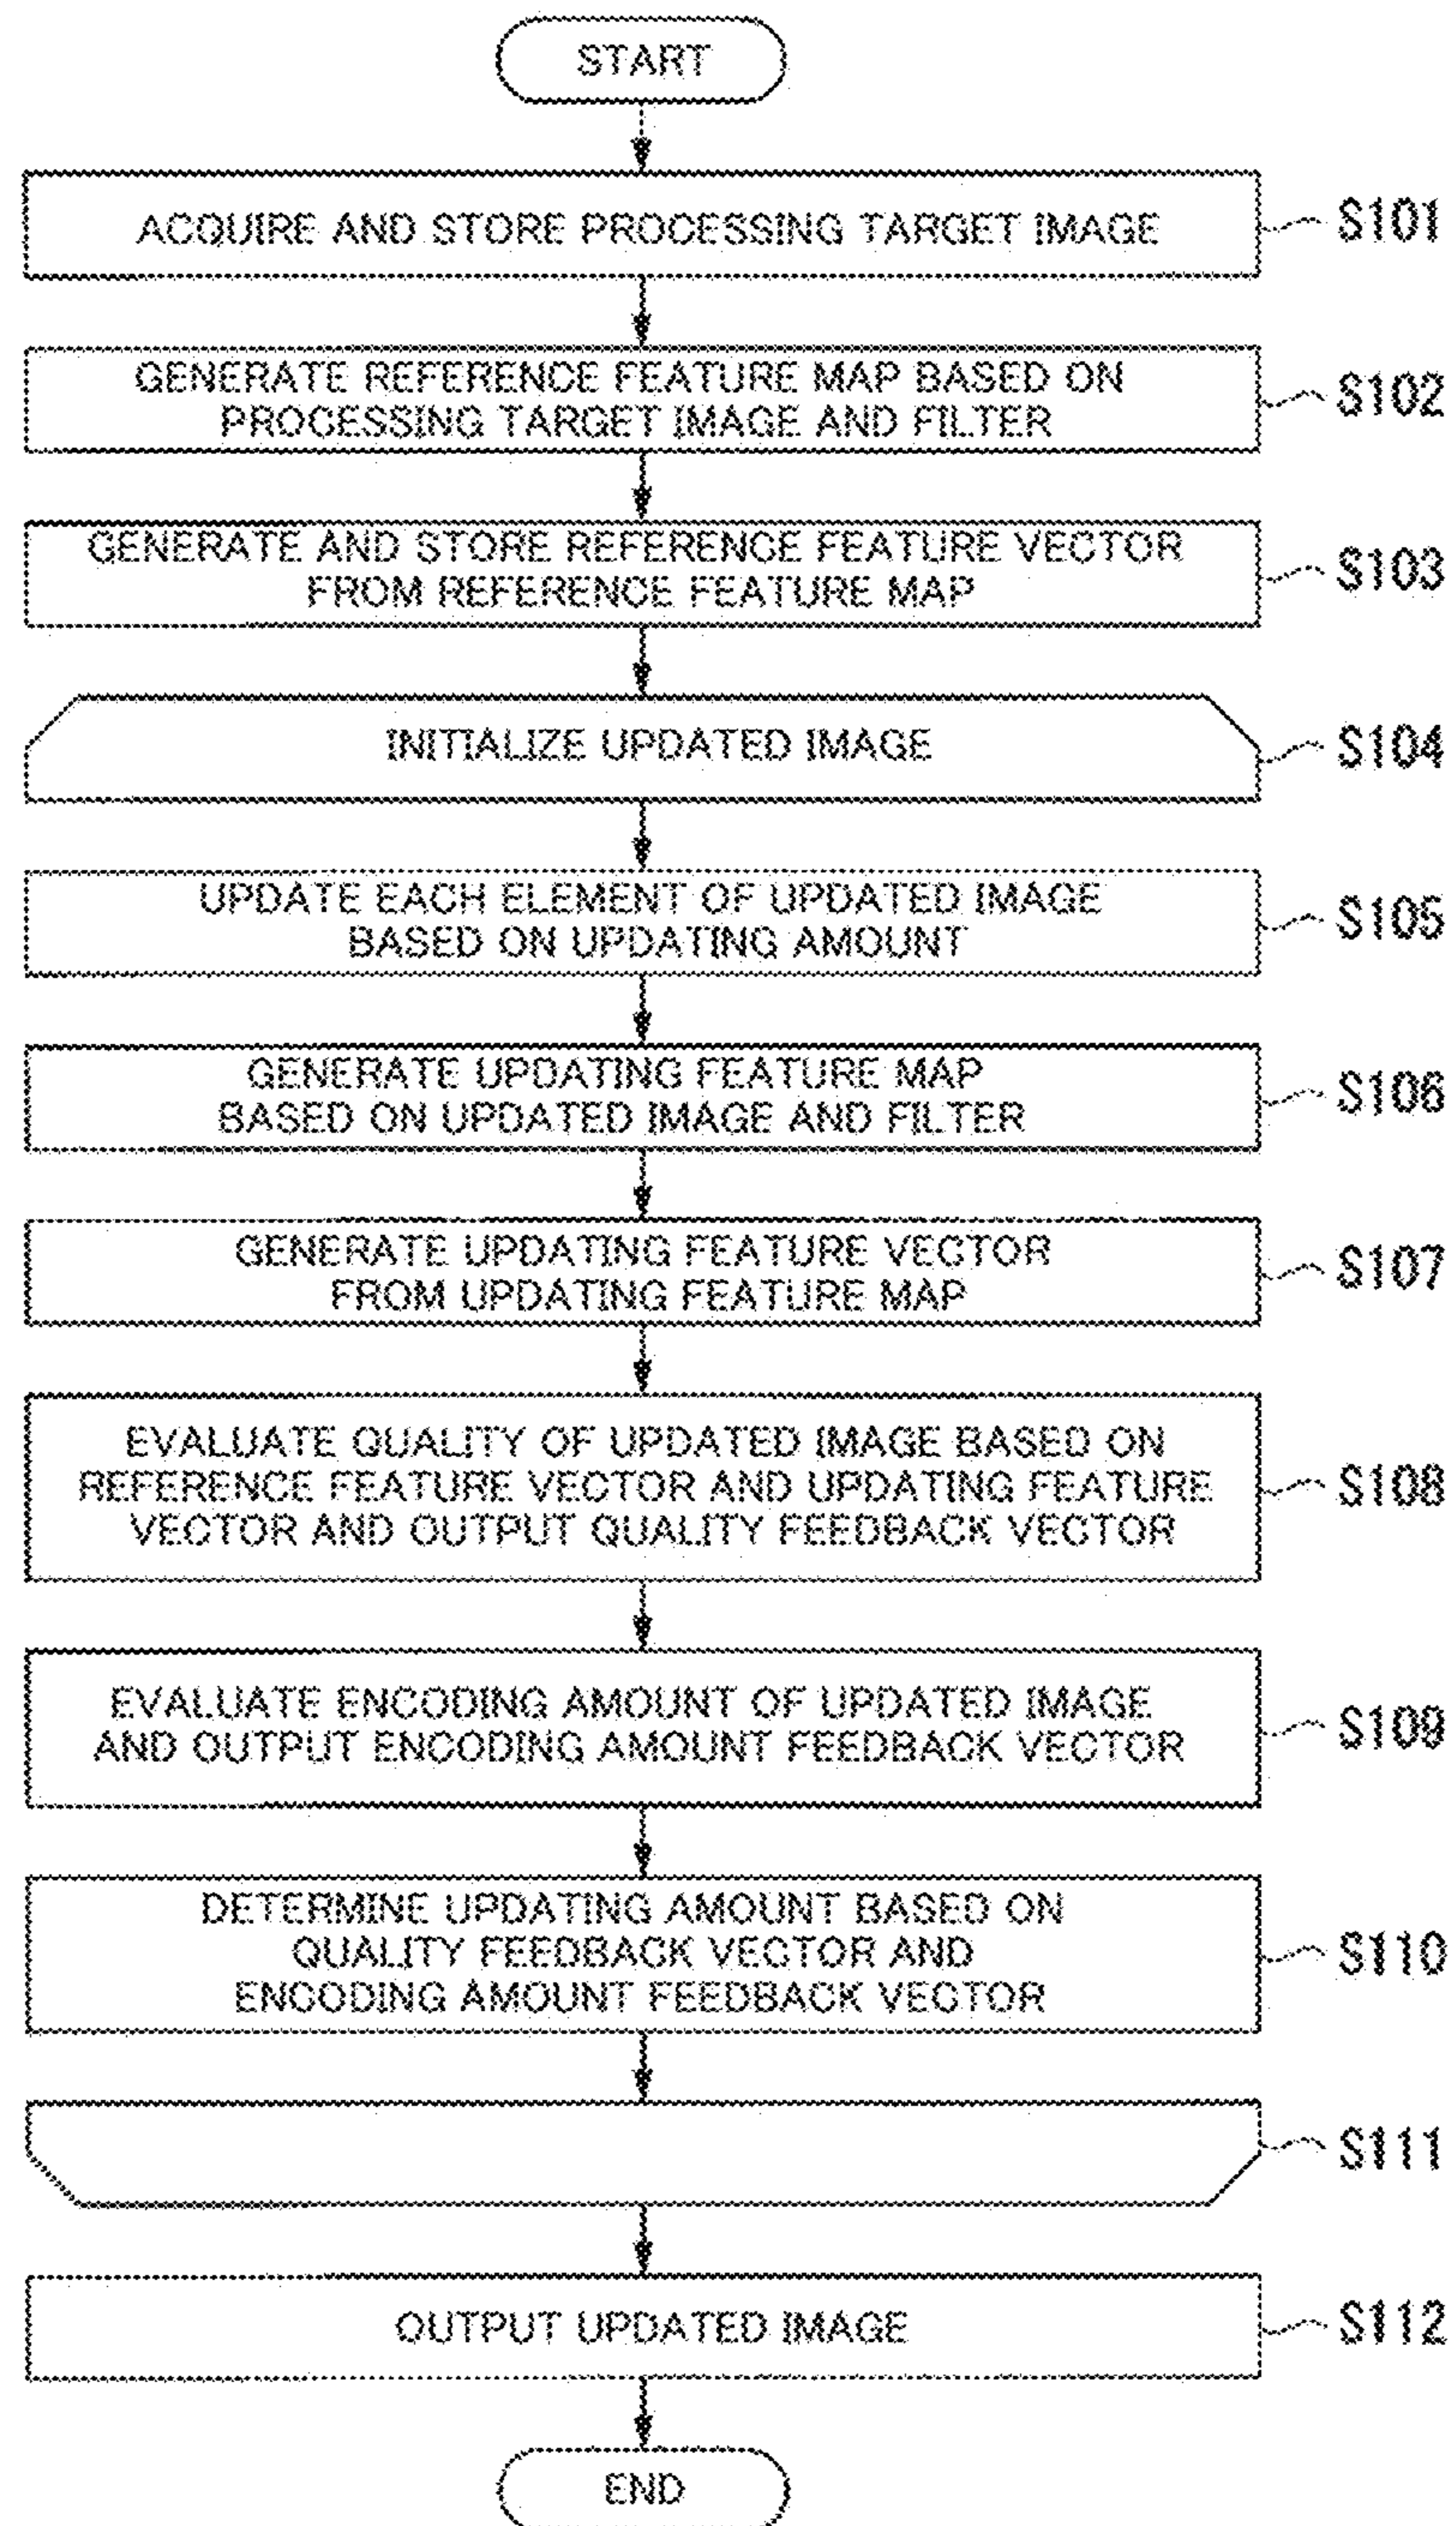 START
ACQUIRE AND STORE PROCESSING TARGET IMAGE
S101
GENERATE REFERENCE FEATURE MAP BASED ON
PROCESSING TARGET IMAGE AND FILTER
S102
GENERATE AND STORE REFERENCE FEATURE VECTOR
FROM REFERENCE FEATURE MAP
S103
INITIALIZE UPDATED IMAGE
S104
UPDATE EACH ELEMENT OF UPDATED IMAGE
BASED ON UPDATING AMOUNT
S105
GENERATE UPDATING FEATURE MAP
BASED ON UPDATED IMAGE AND FILTER
S106
GENERATE UPDATING FEATURE VECTOR
FROM UPDATING FEATURE MAP
S107
EVALUATE QUALITY OF UPDATED IMAGE BASED ON
REFERENCE FEATURE VECTOR AND UPDATING FEATURE
VECTOR AND OUTPUT QUALITY FEEDBACK VECTOR
S108
EVALUATE ENCODING AMOUNT OF UPDATED IMAGE
AND OUTPUT ENCODING AMOUNT FEEDBACK VECTOR
S109
DETERMINE UPDATING AMOUNT BASED ON
QUALITY FEEDBACK VECTOR AND
ENCODING AMOUNT FEEDBACK VECTOR
S110
S111
OUTPUT UPDATED IMAGE
S112
END